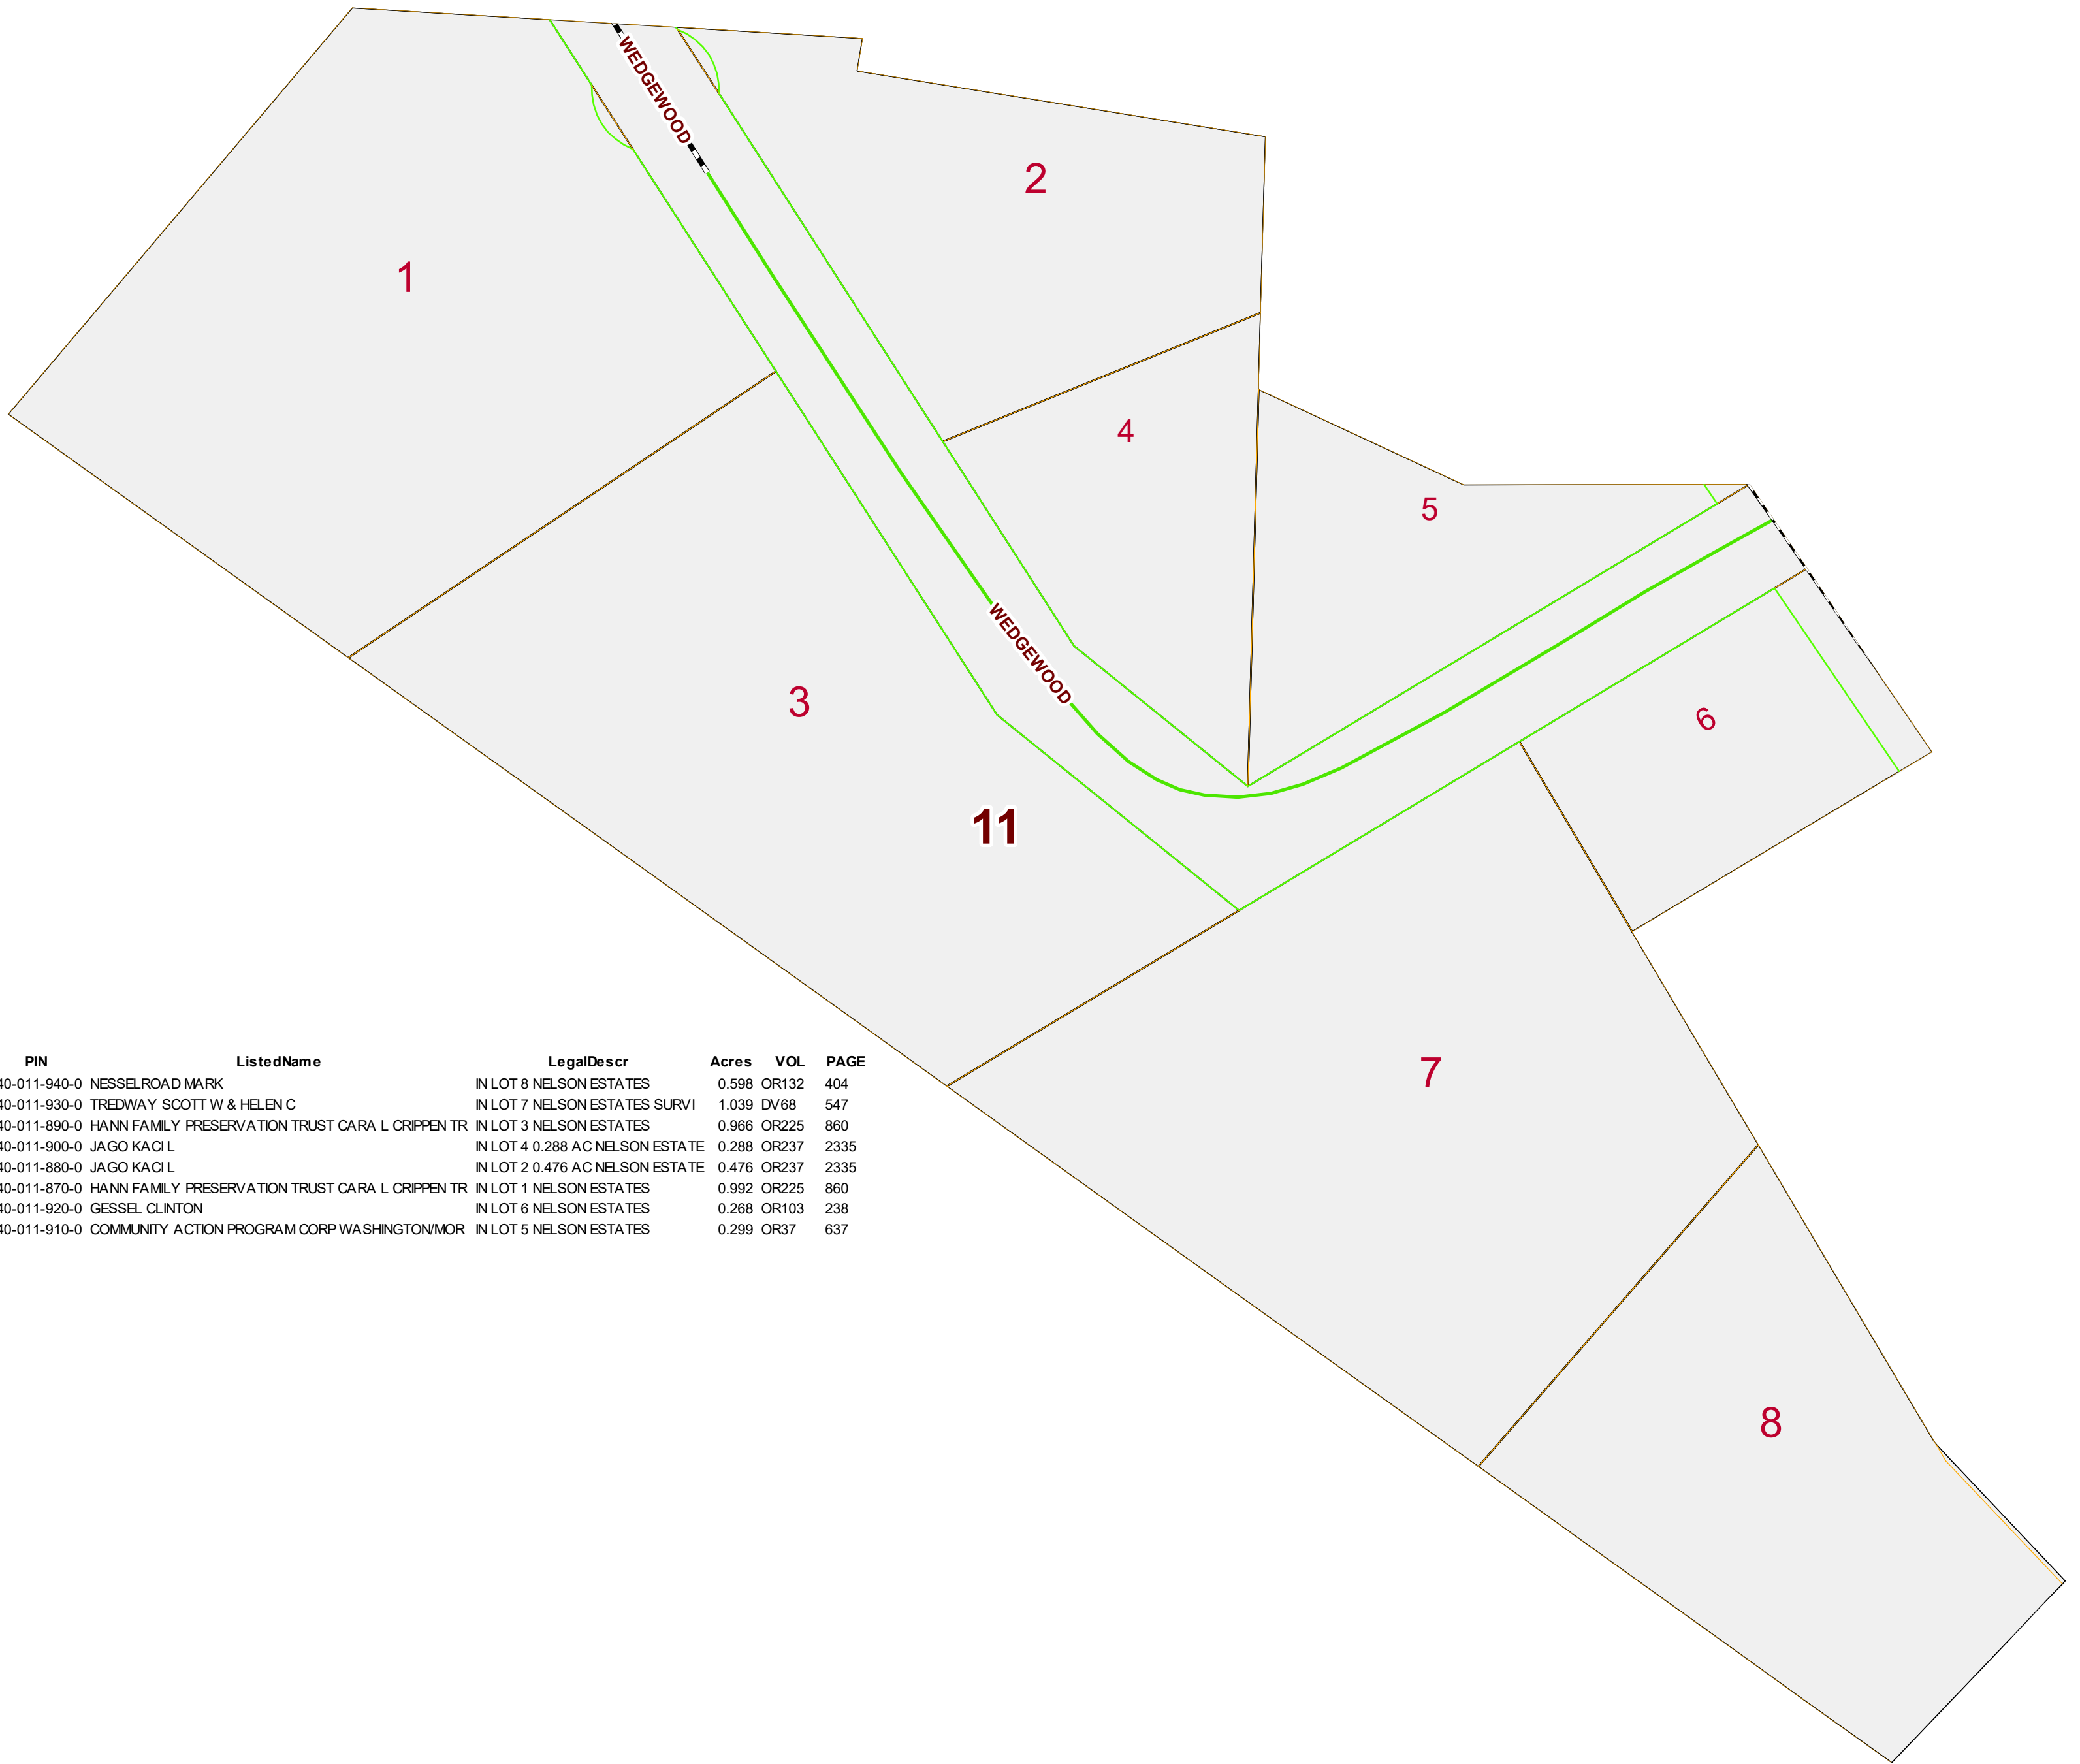 WEDGEWOOD
2
1
4
5
WEDGEWOOD
3
6
11
7
8
PIN ListedName LegalDescr Acres VOL PAGE
40-011-940-0 NESSELROAD MARK IN LOT 8 NELSON ESTATES 0.598 OR132 404
40-011-930-0 TREDWAY SCOTT W & HELEN C IN LOT 7 NELSON ESTATES SURVI 1.039 DV68 547
40-011-890-0 HANN FAMILY PRESERVATION TRUST CARA L CRIPPEN TR IN LOT 3 NELSON ESTATES 0.966 OR225 860
40-011-900-0 JAGO KACI L IN LOT 4 0.288 AC NELSON ESTATE 0.288 OR237 2335
40-011-880-0 JAGO KACI L IN LOT 2 0.476 AC NELSON ESTATE 0.476 OR237 2335
40-011-870-0 HANN FAMILY PRESERVATION TRUST CARA L CRIPPEN TR IN LOT 1 NELSON ESTATES 0.992 OR225 860
40-011-920-0 GESSEL CLINTON IN LOT 6 NELSON ESTATES 0.268 OR103 238
40-011-910-0 COMMUNITY ACTION PROGRAM CORP WASHINGTON/MOR IN LOT 5 NELSON ESTATES 0.299 OR37 637